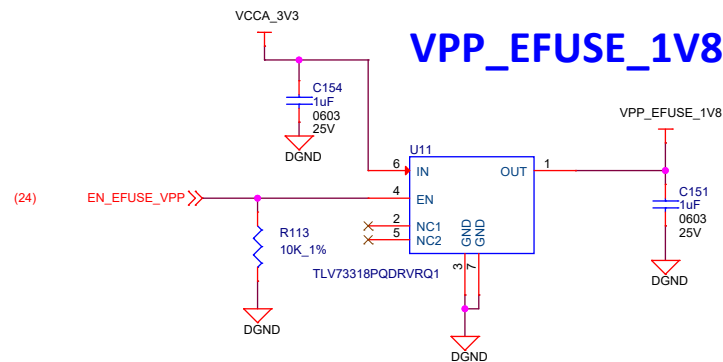 VCCA_3V3
VPP_EFUSE_1V8
C154
1uF
0603
25V
DGND
VPP_EFUSE_1V8
U11
6
IN
OUT
1
(24)
EN_EFUSE_VPP
4
EN
C151
1uF
0603
25V
2
NC1
5
NC2
GND
GND
R113
10K_1%
3
7
TLV73318PQDRVRQ1
DGND
DGND
DGND